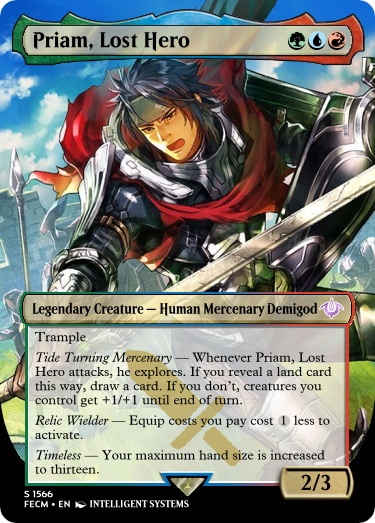 Priam, Lost Hero
Legendary Creature — Human Mercenary Demigod
Trample
Tide Turning Mercenary — Whenever Priam, Lost
Hero attacks, he explores. If you reveal a land card
this way, draw a card. If you don't, creatures you
control get +1/+1 until end of turn.
Relic Wielder — Equip costs you pay cost 1 less to
activate.
Timeless — Your maximum hand size is increased
to thirteen.
2/3
S 1566
FECM • EN INTELLIGENT SYSTEMS